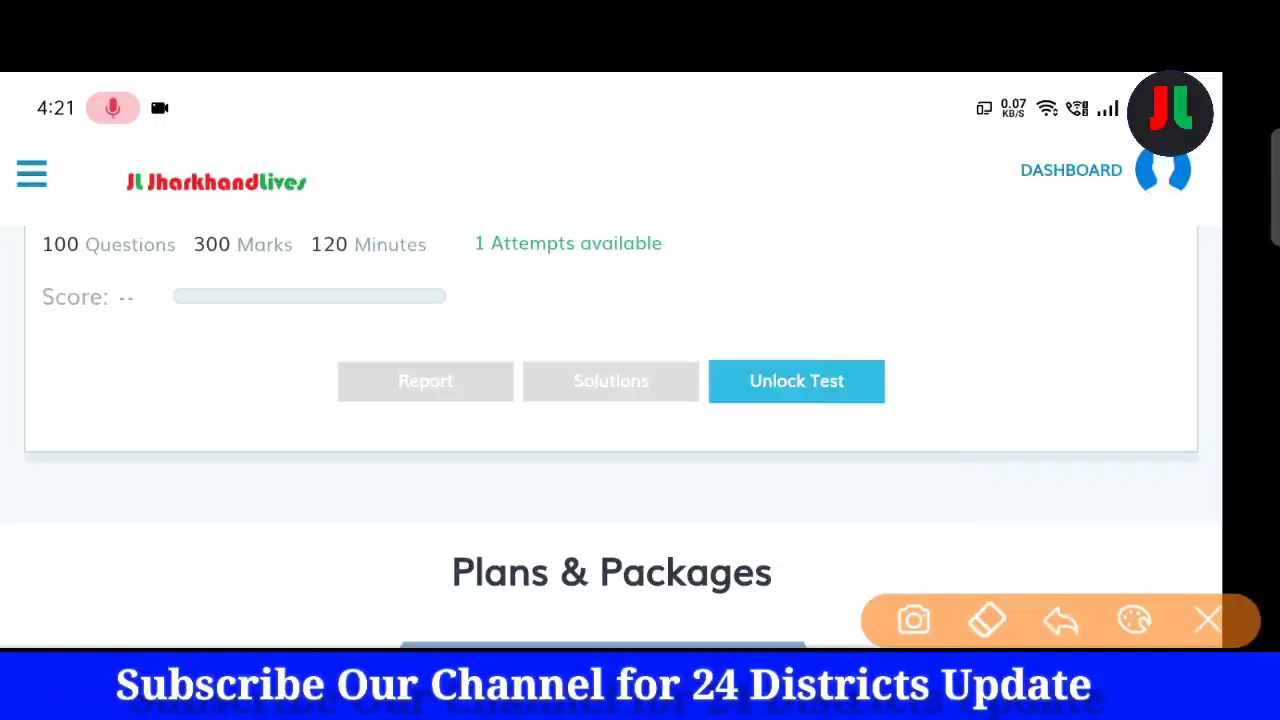 4:21
0.07
KB/S
JL
JL JharkhandLives
DASHBOARD
100 Questions 300 Marks 120 Minutes 1 Attempts available
Score: --
Report Solutions Unlock Test
Plans & Packages
Subscribe Our Channel for 24 Districts Update